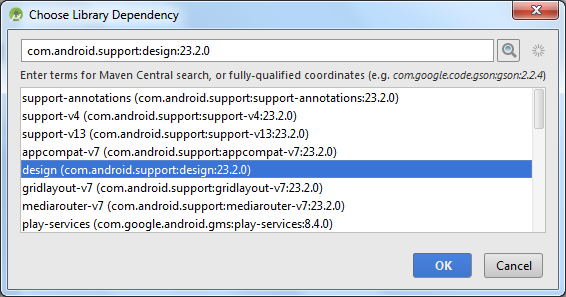 Choose Library Dependency
com.android.support:design:23.2.0
Enter terms for Maven Central search, or fully-qualified coordinates (e.g. com.google.code.gson:gson:2.2.4)
support-annotations (com.android.support:support-annotations:23.2.0)
support-v4 (com.android.support:support-v4:23.2.0)
support-v13 (com.android.support:support-v13:23.2.0)
appcompat-v7 (com.android.support:appcompat-v7:23.2.0)
design (com.android.support:design:23.2.0)
gridlayout-v7 (com.android.support:gridlayout-v7:23.2.0)
mediarouter-v7 (com.android.support:mediarouter-v7:23.2.0)
play-services (com.google.android.gms:play-services:8.4.0)
OK Cancel